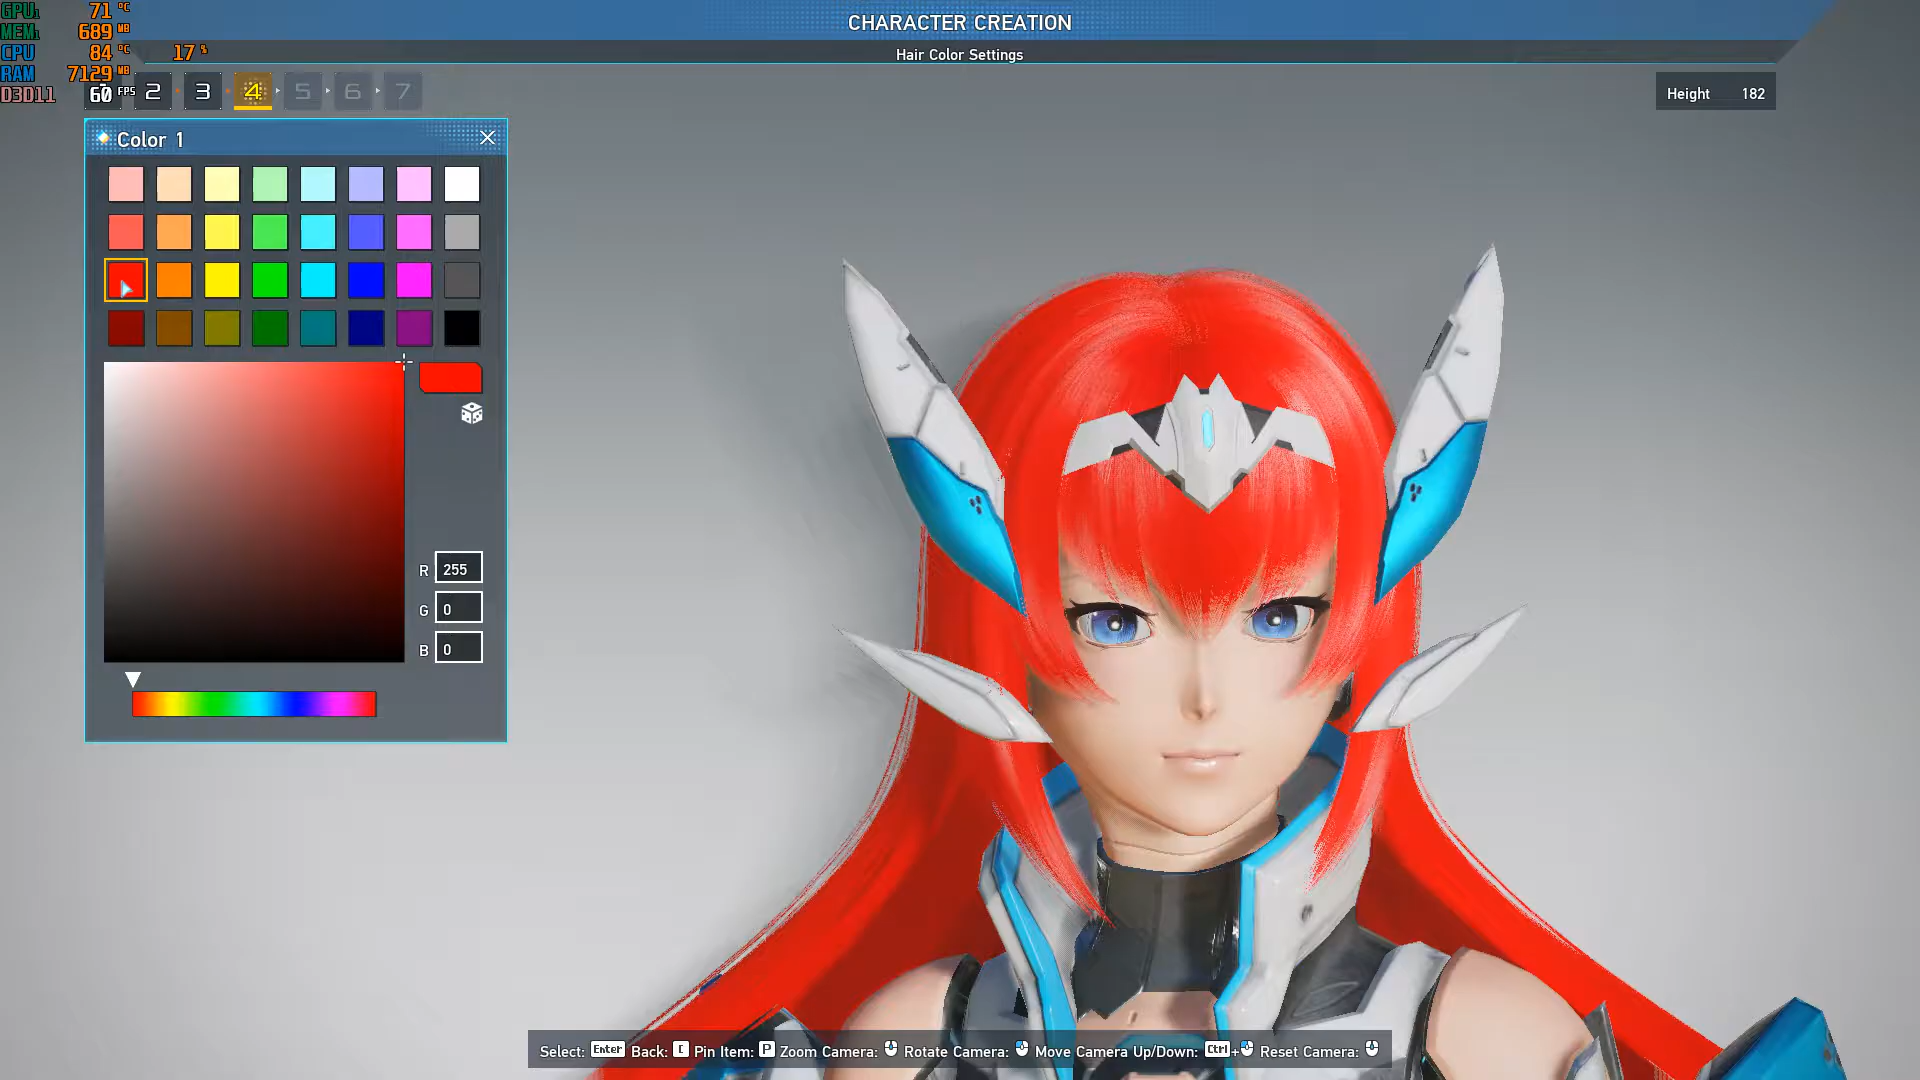 GPU1 71 °C
MEM1 689 MB
CPU 84 °C 17 %
RAM 7129 MB
D3D11 60 FPS
CHARACTER CREATION
Hair Color Settings
2 3 4 5 6 7
Height 182
Color 1
R 255
G 0
B 0
Select: Enter Back: C Pin Item: P Zoom Camera: Rotate Camera: Move Camera Up/Down: Ctrl + Reset Camera: